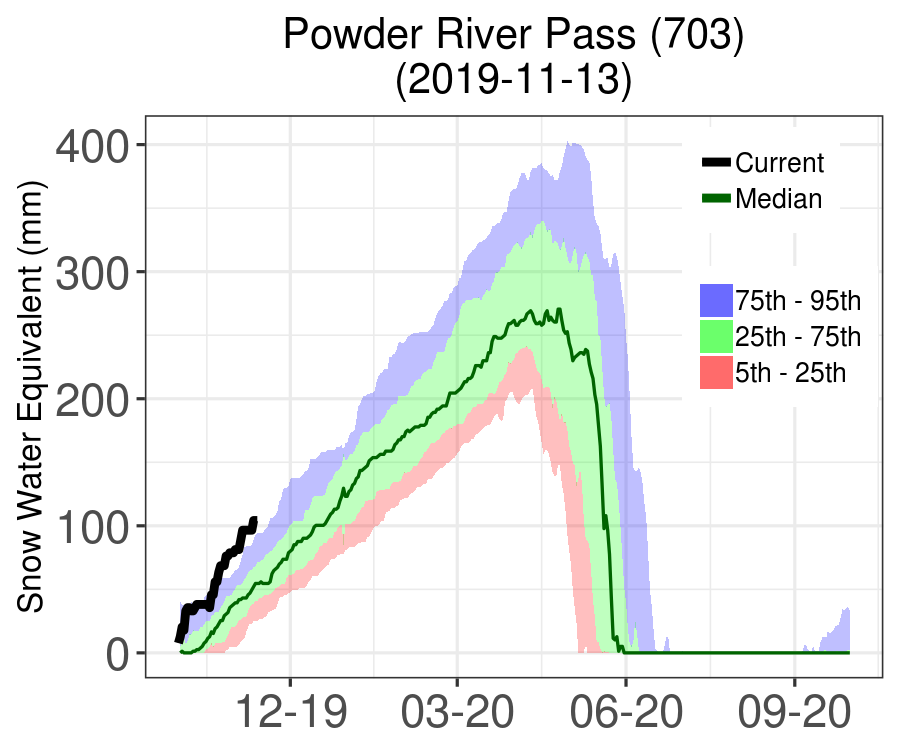 Powder River Pass (703)
(2019-11-13)
Snow Water Equivalent (mm)
400
300
200
100
0
12-19
03-20
06-20
09-20
Current
Median
75th - 95th
25th - 75th
5th - 25th